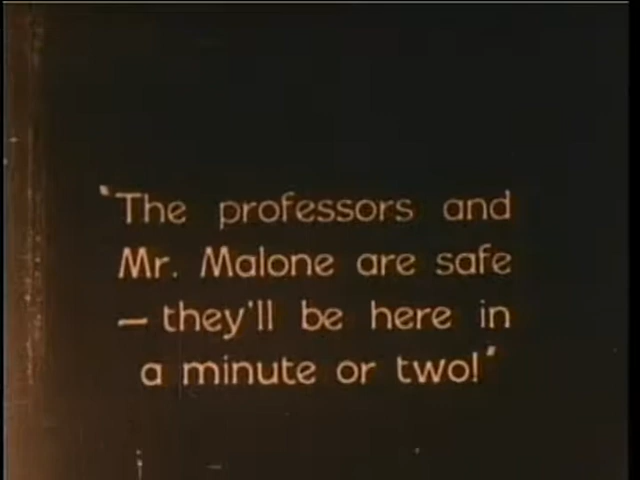 "The professors and
Mr. Malone are safe
— they'll be here in
a minute or two!"